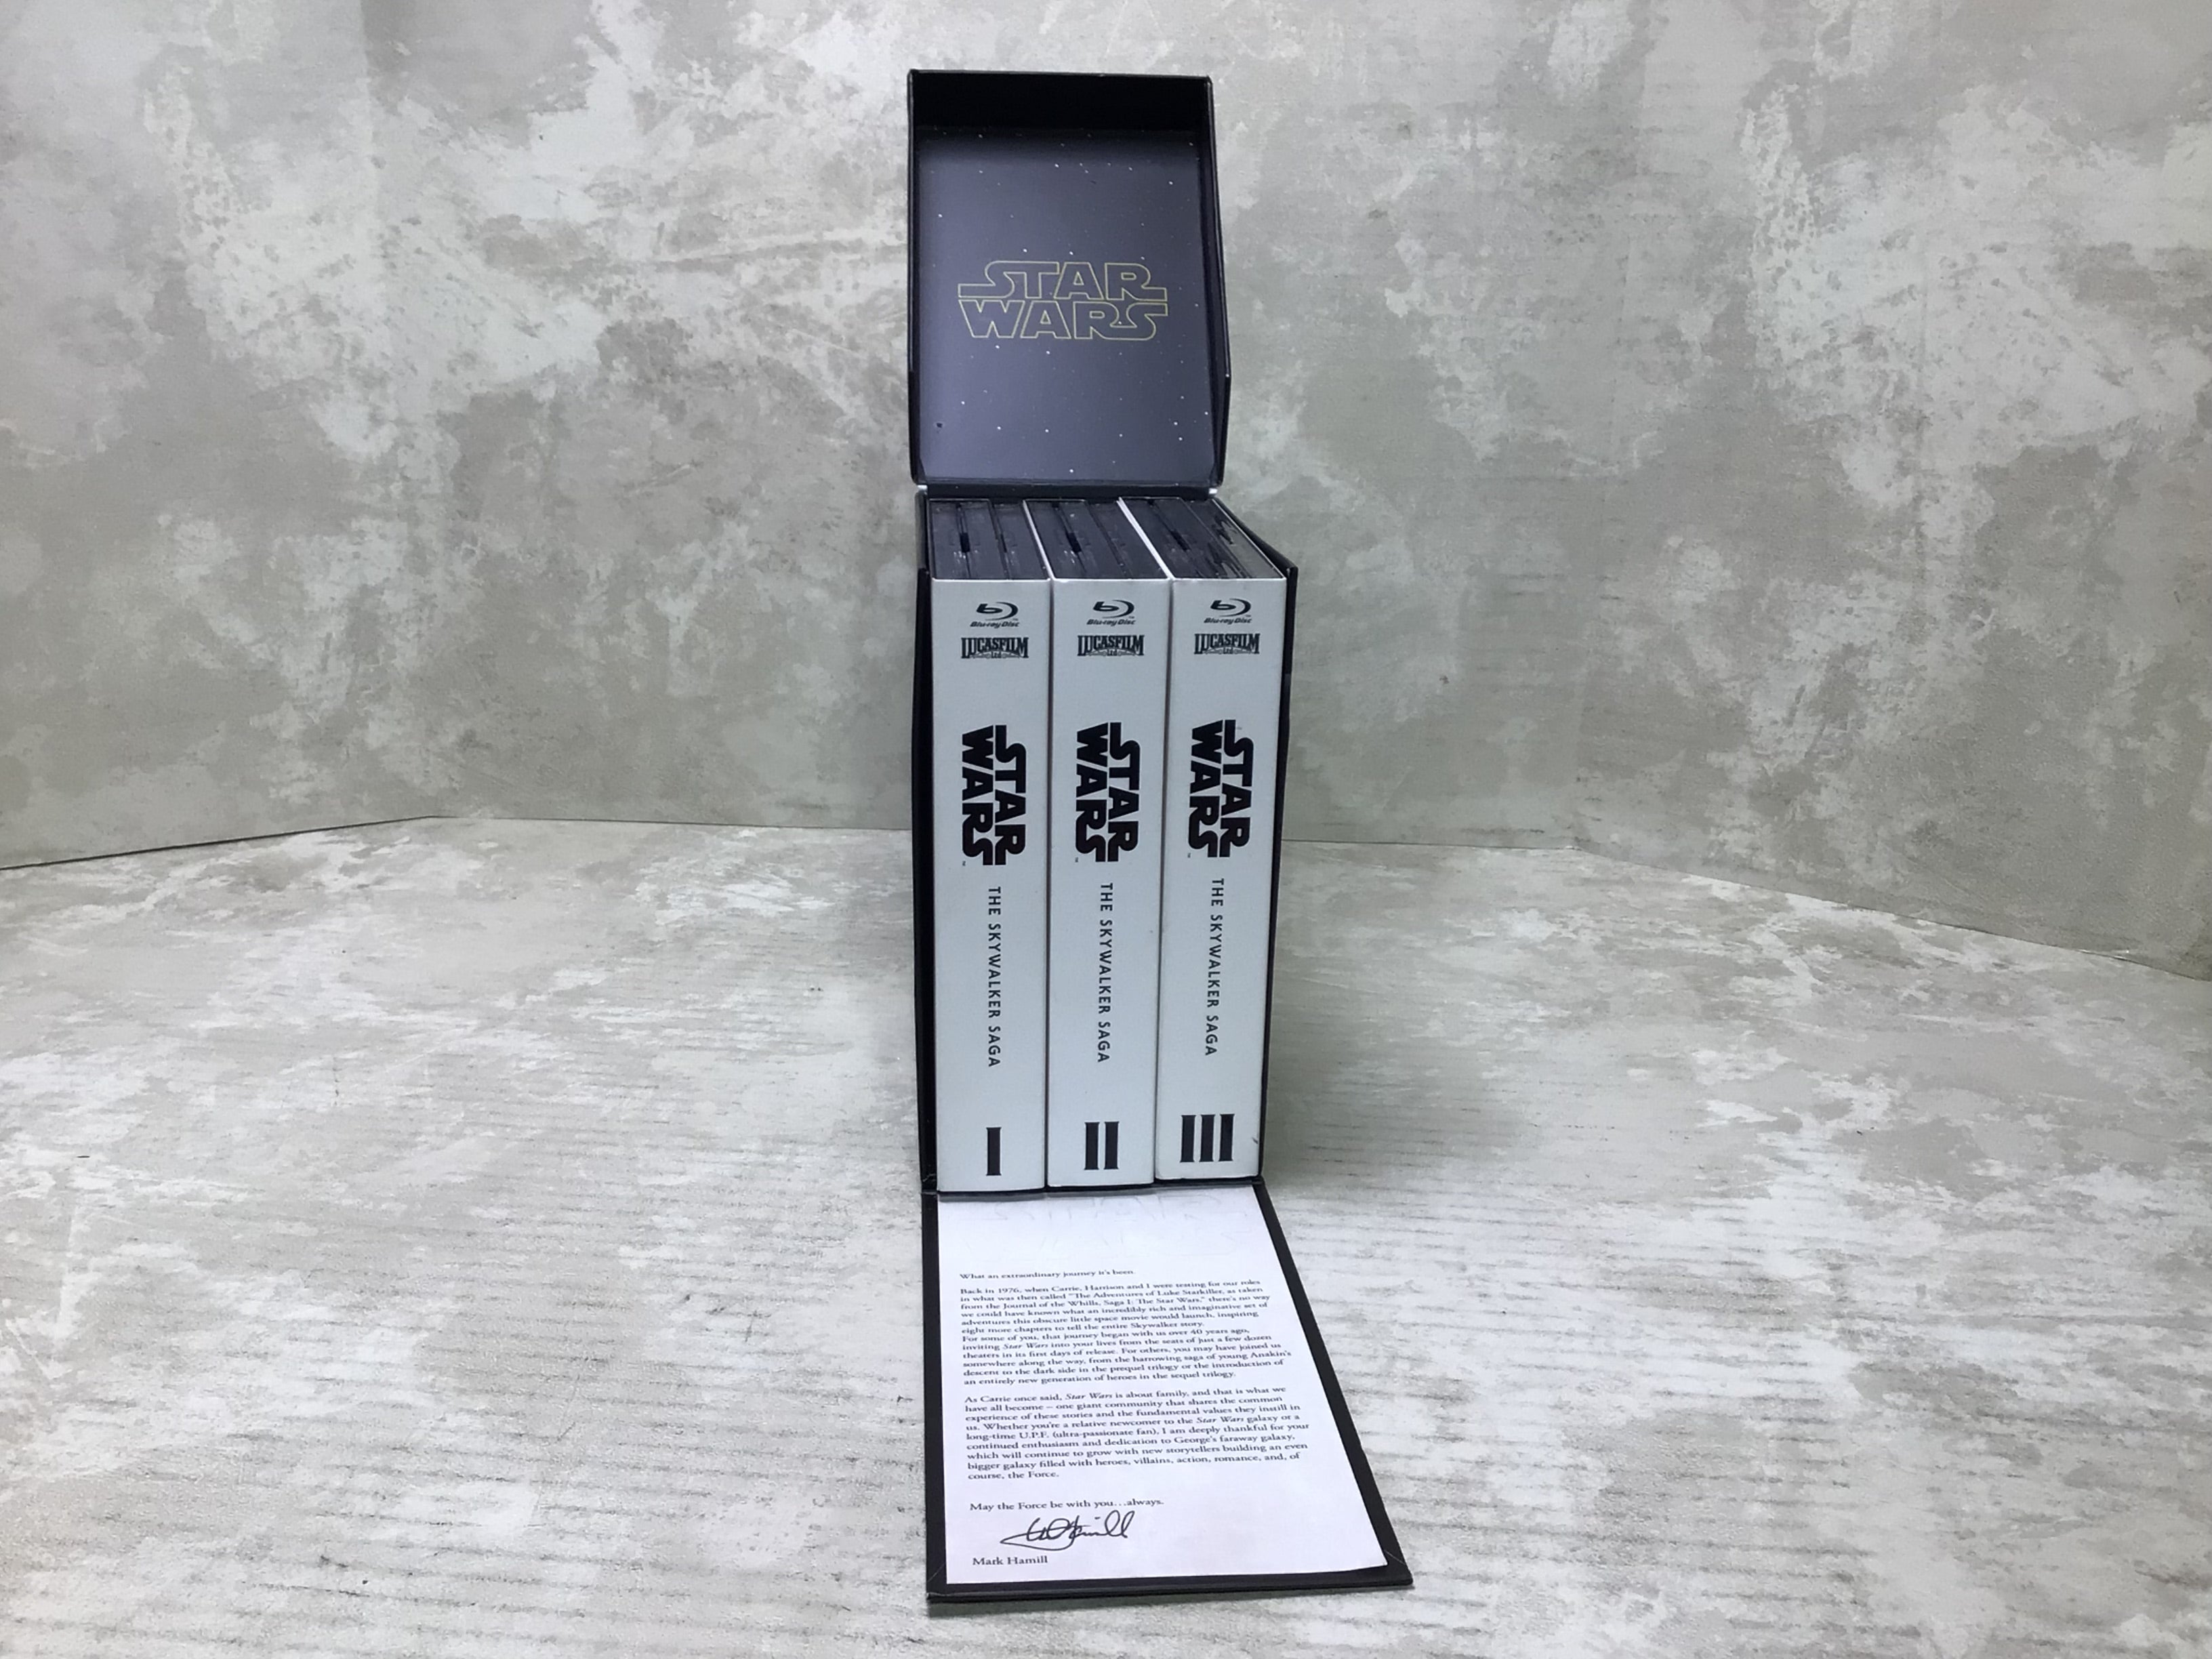 STAR
WARS
Blu-ray Disc
LUCASFILM
Ltd
STAR
WARS
THE SKYWALKER SAGA
I
Blu-ray Disc
LUCASFILM
Ltd
STAR
WARS
THE SKYWALKER SAGA
II
Blu-ray Disc
LUCASFILM
Ltd
STAR
WARS
THE SKYWALKER SAGA
III
What an extraordinary journey it's been.
Back in 1976, when Carrie, Harrison and I were testing for our roles
in what was then called "The Adventures of Luke Starkiller, as taken
from the Journal of the Whills, Saga I: The Star Wars," there's no way
we could have known what an incredibly rich and imaginative set of
adventures this obscure little space movie would launch, inspiring
eight more chapters to tell the entire Skywalker story.
For some of you, that journey began with us over 40 years ago,
inviting Star Wars into your lives from the seats of just a few dozen
theaters in its first days of release. For others, you may have joined us
somewhere along the way, from the harrowing saga of young Anakin's
descent to the dark side in the prequel trilogy or the introduction of
an entirely new generation of heroes in the sequel trilogy.
As Carrie once said, Star Wars is about family, and that is what we
have all become – one giant community that shares the common
experience of these stories and the fundamental values they instill in
us. Whether you're a relative newcomer to the Star Wars galaxy or a
long-time U.P.F. (ultra-passionate fan), I am deeply thankful for your
continued enthusiasm and dedication to George's faraway galaxy,
which will continue to grow with new storytellers building an even
bigger galaxy filled with heroes, villains, action, romance, and, of
course, the Force.
May the Force be with you…always.
Mark Hamill